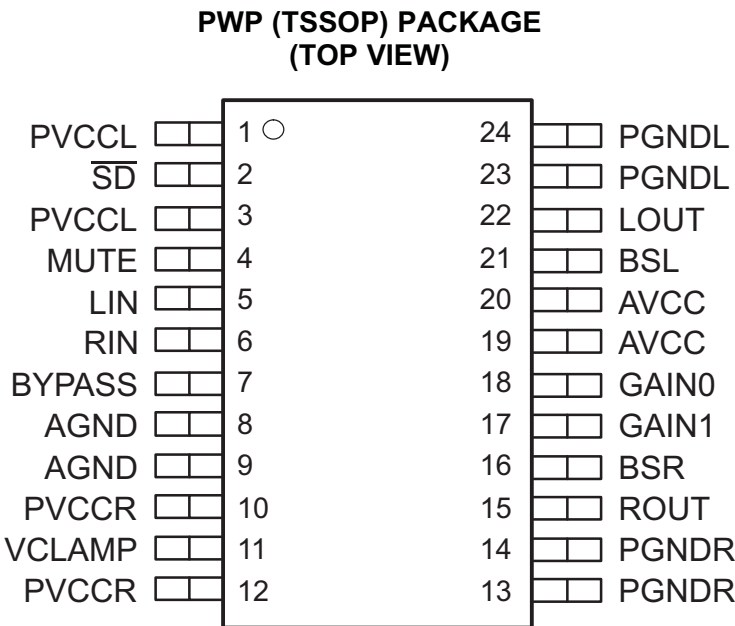 PWP (TSSOP) PACKAGE
(TOP VIEW)
PVCCL 1 24 PGNDL
SD 2 23 PGNDL
PVCCL 3 22 LOUT
MUTE 4 21 BSL
LIN 5 20 AVCC
RIN 6 19 AVCC
BYPASS 7 18 GAIN0
AGND 8 17 GAIN1
AGND 9 16 BSR
PVCCR 10 15 ROUT
VCLAMP 11 14 PGNDR
PVCCR 12 13 PGNDR